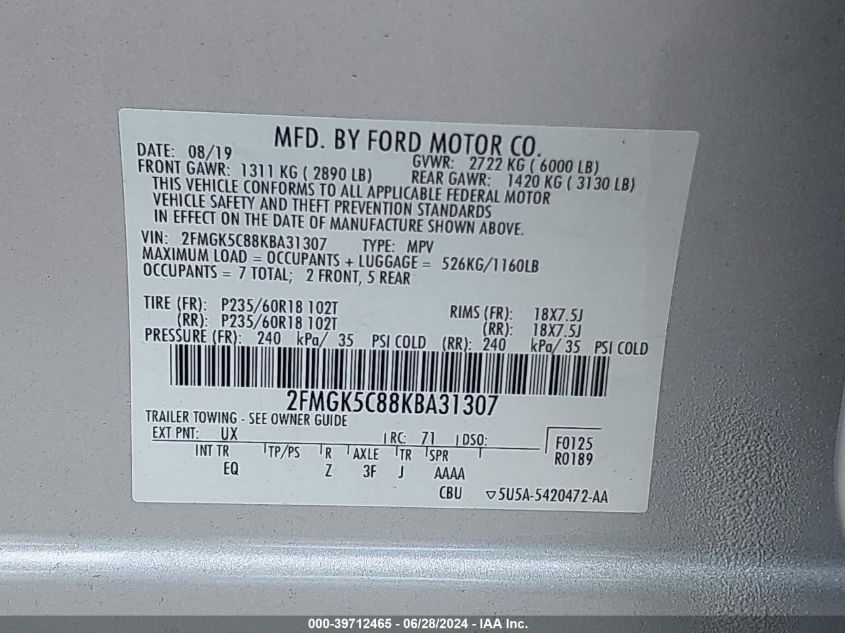 MFD. BY FORD MOTOR CO.
DATE: 08/19 GVWR: 2722 KG ( 6000 LB)
FRONT GAWR: 1311 KG ( 2890 LB) REAR GAWR: 1420 KG ( 3130 LB)
THIS VEHICLE CONFORMS TO ALL APPLICABLE FEDERAL MOTOR
VEHICLE SAFETY AND THEFT PREVENTION STANDARDS
IN EFFECT ON THE DATE OF MANUFACTURE SHOWN ABOVE.
VIN: 2FMGK5C88KBA31307 TYPE: MPV
MAXIMUM LOAD = OCCUPANTS + LUGGAGE = 526KG/1160LB
OCCUPANTS = 7 TOTAL; 2 FRONT, 5 REAR
TIRE (FR): P235/60R18 102T RIMS (FR): 18X7.5J
(RR): P235/60R18 102T (RR): 18X7.5J
PRESSURE (FR): 240 kPa/ 35 PSI COLD (RR): 240 kPa/ 35 PSI COLD
2FMGK5C88KBA31307
TRAILER TOWING - SEE OWNER GUIDE
EXT PNT: UX RC: 71 DSO: F0125
INT TR TP/PS R AXLE TR SPR R0189
EQ Z 3F J AAAA
CBU ▽5U5A-5420472-AA
000-39712465 / 06/28/2024 - IAA Inc.